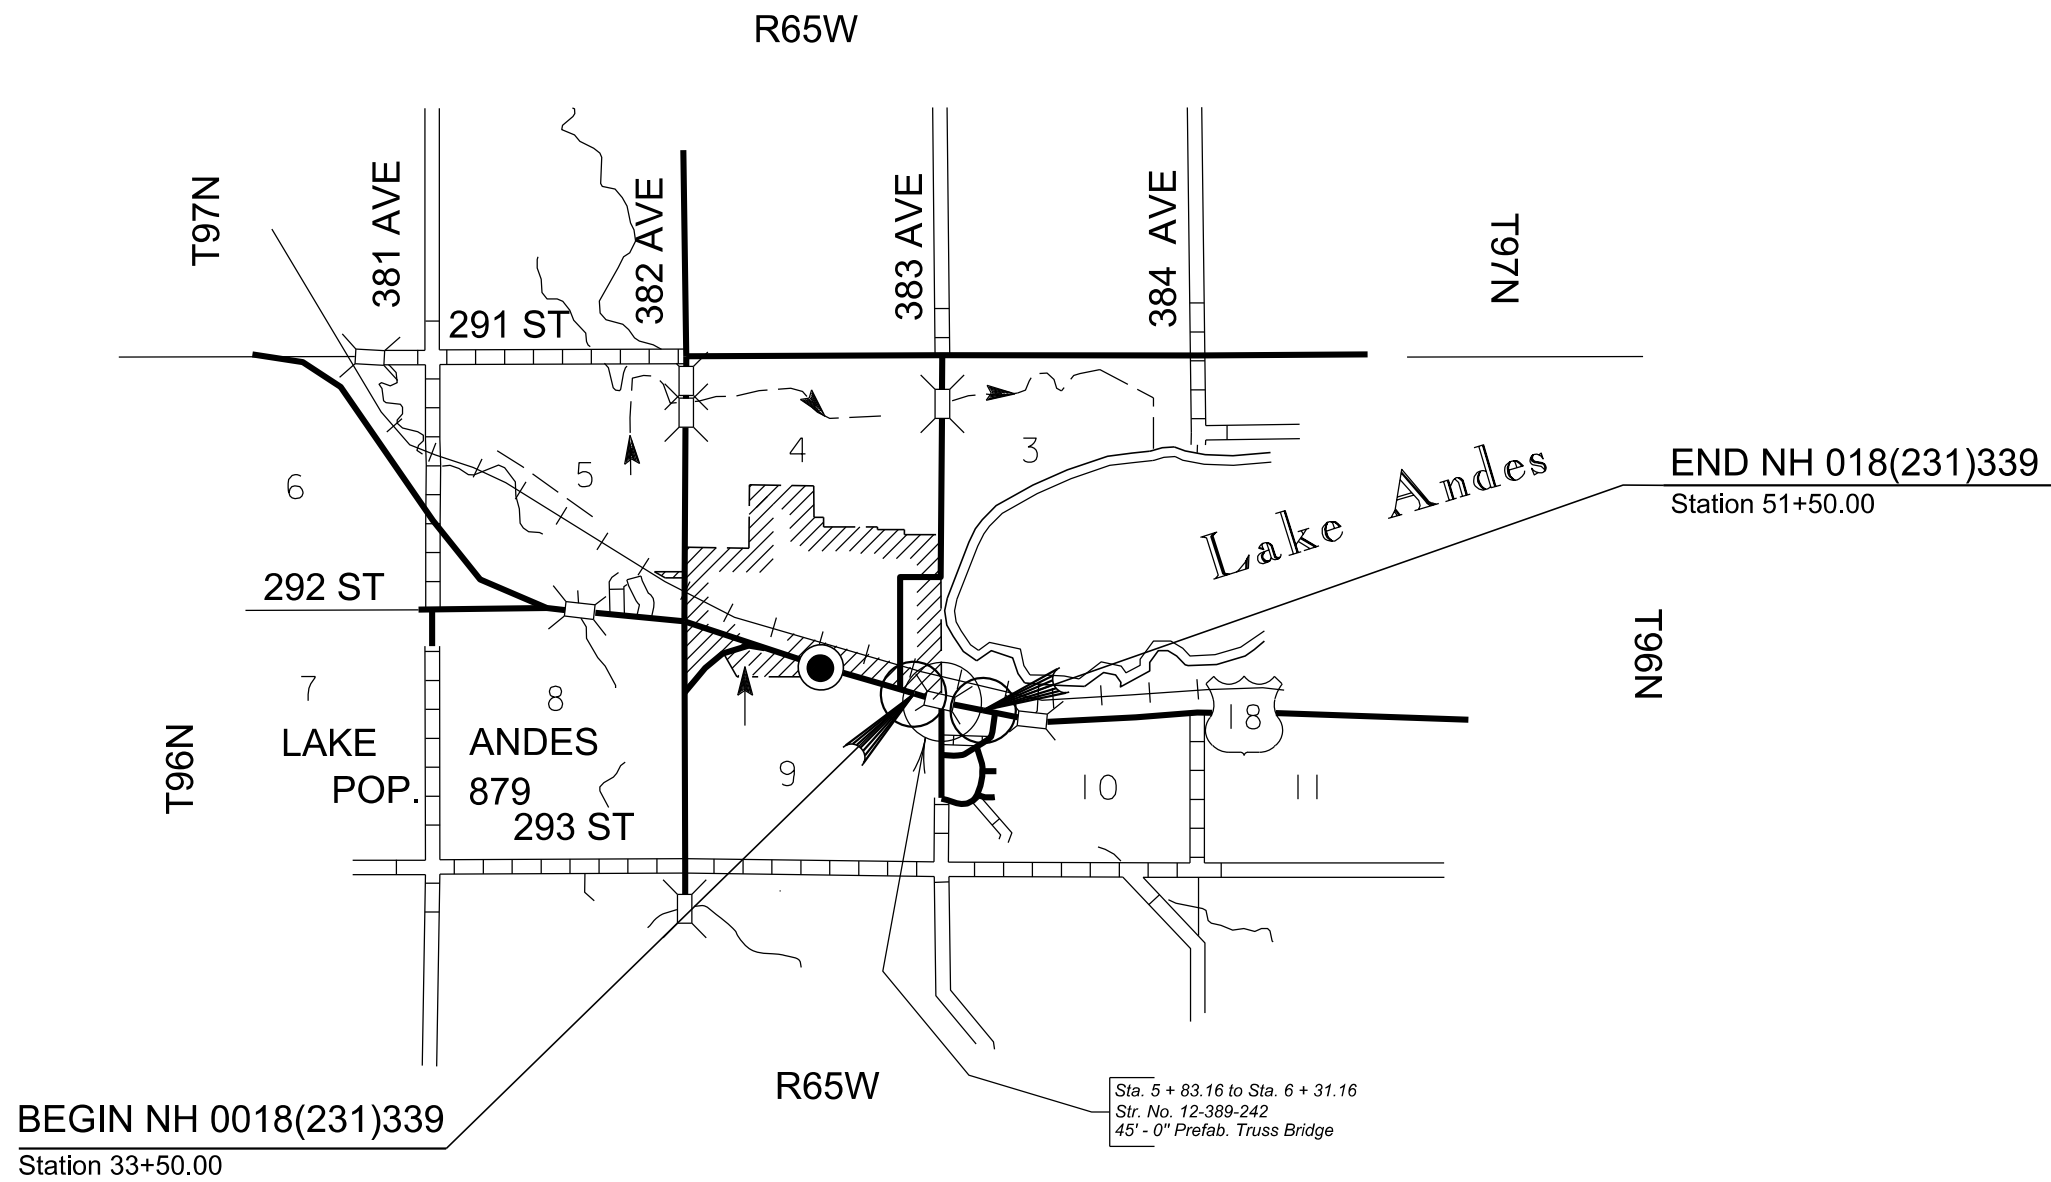 R65W
T97N
381 AVE
382 AVE
383 AVE
384 AVE
T97N
291 ST
6
5
4
3
Lake Andes
END NH 018(231)339
Station 51+50.00
292 ST
T96N
7
8
18
T96N
LAKE ANDES
POP. 879
9
10
11
293 ST
R65W
Sta. 5 + 83.16 to Sta. 6 + 31.16
Str. No. 12-389-242
45' - 0" Prefab. Truss Bridge
BEGIN NH 0018(231)339
Station 33+50.00